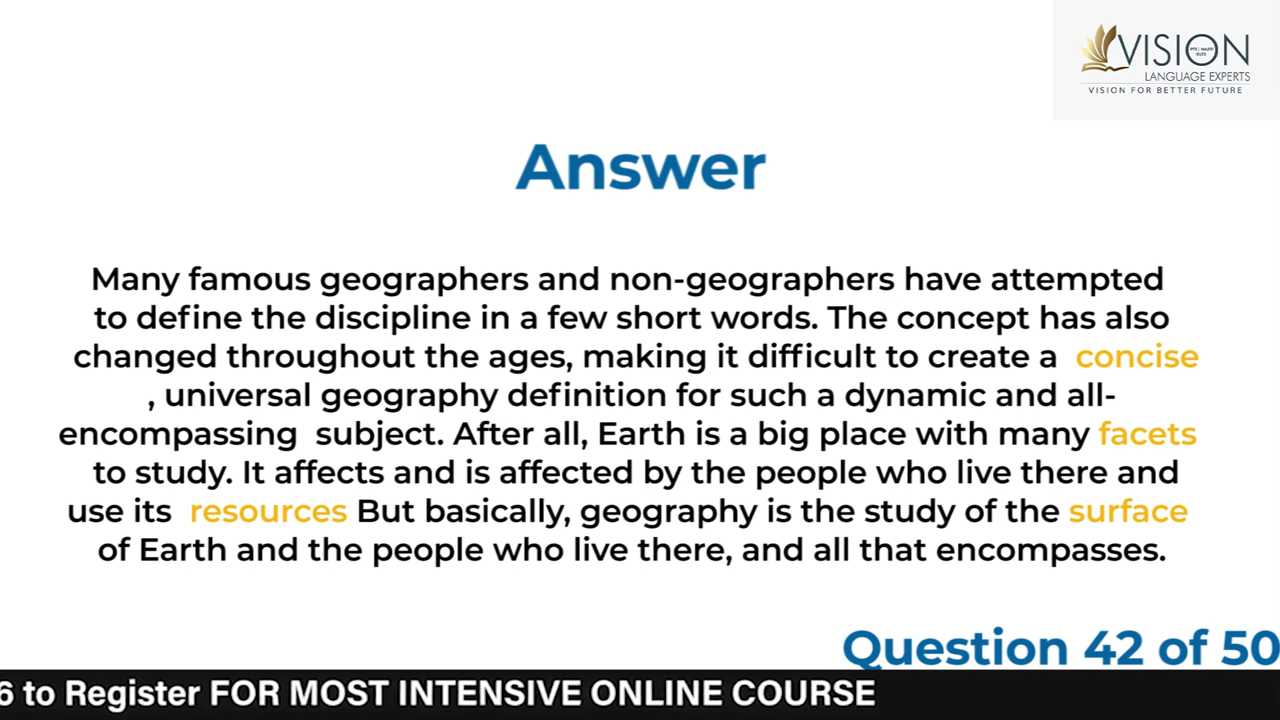 VISION
LANGUAGE EXPERTS
VISION FOR BETTER FUTURE
Answer
Many famous geographers and non-geographers have attempted
to define the discipline in a few short words. The concept has also
changed throughout the ages, making it difficult to create a concise
, universal geography definition for such a dynamic and all-
encompassing subject. After all, Earth is a big place with many facets
to study. It affects and is affected by the people who live there and
use its resources But basically, geography is the study of the surface
of Earth and the people who live there, and all that encompasses.
Question 42 of 50
6 to Register FOR MOST INTENSIVE ONLINE COURSE